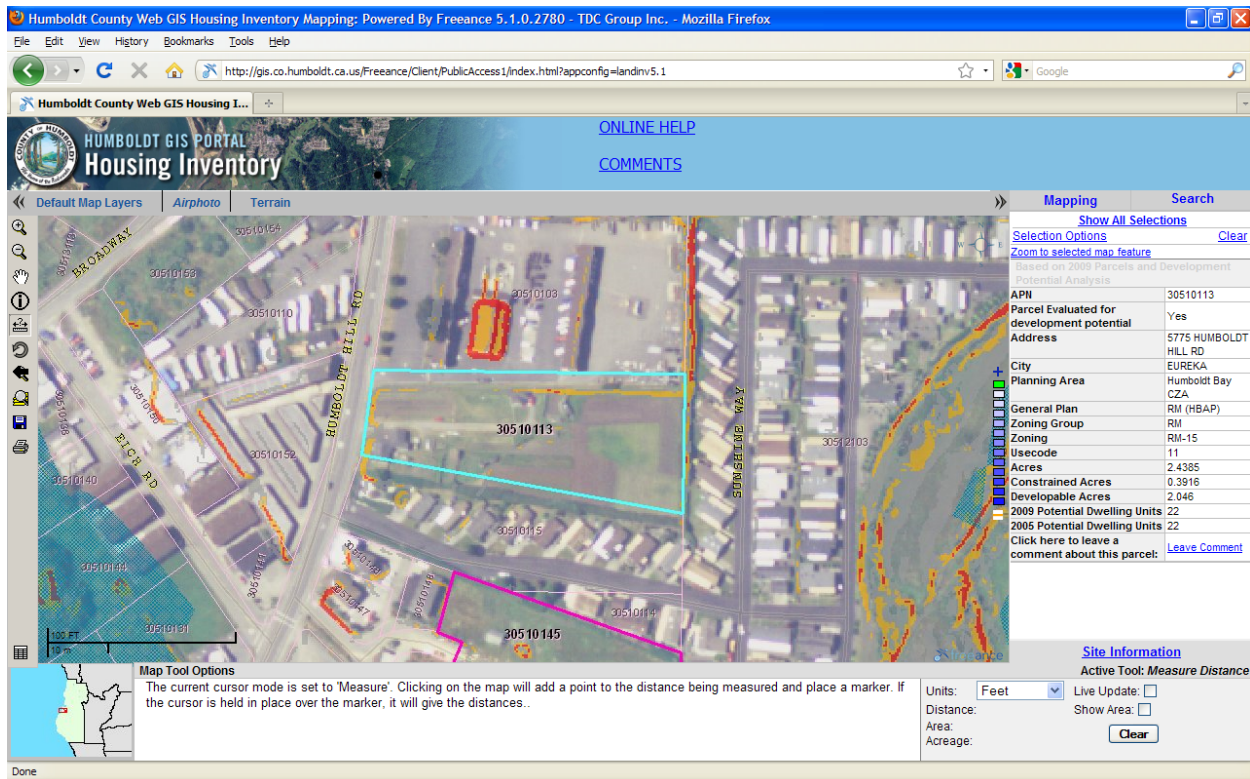 Humboldt County Web GIS Housing Inventory Mapping: Powered By Freeance 5.1.0.2780 - TDC Group Inc. - Mozilla Firefox
File Edit View History Bookmarks Tools Help
http://gis.co.humboldt.ca.us/Freeance/Client/PublicAccess1/index.html?appconfig=landinv5.1
Google
Humboldt County Web GIS Housing I...
HUMBOLDT GIS PORTAL
Housing Inventory
ONLINE HELP
COMMENTS
Default Map Layers Airphoto Terrain
BROADWAY
30510154
30510153
30510110
30510103
HUMBOLDT HILL RD
30510113
30510150
30510138
EICH RD
30510152
30510140
SUNSHINE WAY
30512103
30510115
30510141
30510144
30510147
30510148
30510114
30510145
30510131
100 FT
10 m
Mapping Search
Show All Selections
Selection Options Clear
Zoom to selected map feature
Based on 2009 Parcels and Development
Potential Analysis
APN 30510113
Parcel Evaluated for
development potential Yes
Address 5775 HUMBOLDT
HILL RD
City EUREKA
Planning Area Humboldt Bay
CZA
General Plan RM (HBAP)
Zoning Group RM
Zoning RM-15
Usecode 11
Acres 2.4385
Constrained Acres 0.3916
Developable Acres 2.046
2009 Potential Dwelling Units 22
2005 Potential Dwelling Units 22
Click here to leave a
comment about this parcel: Leave Comment
Site Information
Map Tool Options
Active Tool: Measure Distance
The current cursor mode is set to 'Measure'. Clicking on the map will add a point to the distance being measured and place a marker. If
the cursor is held in place over the marker, it will give the distances..
Units: Feet Live Update:
Distance: Show Area:
Area:
Acreage:
Clear
Done